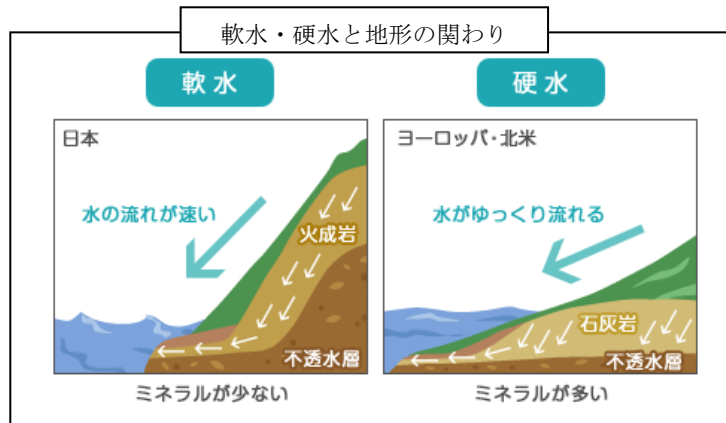 軟水・硬水と地形の関わり
軟水
日本
水の流れが速い
火成岩
不透水層
ミネラルが少ない
硬水
ヨーロッパ・北米
水がゆっくり流れる
石灰岩
不透水層
ミネラルが多い